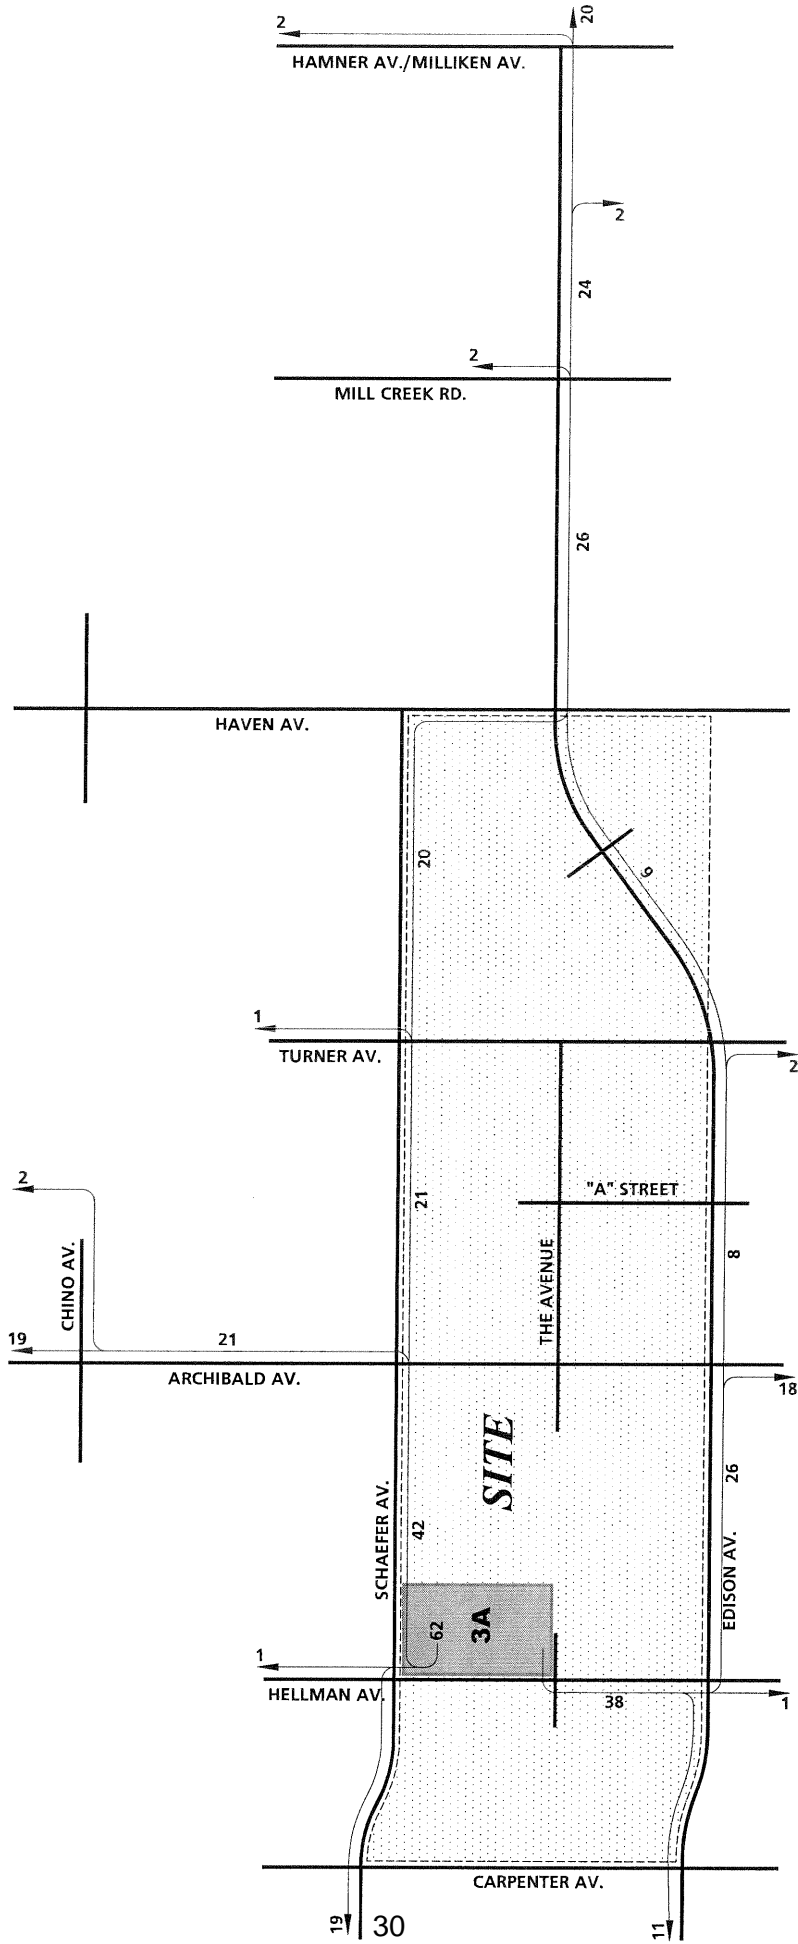 20
2
HAMNER AV./MILLIKEN AV.
2
24
2
MILL CREEK RD.
26
HAVEN AV.
20
6
1
TURNER AV.
2
2
21
"A" STREET
CHINO AV.
THE AVENUE
8
19
21
ARCHIBALD AV.
18
SITE
26
SCHAEFER AV.
42
EDISON AV.
3A
62
1
HELLMAN AV.
38
1
CARPENTER AV.
19
30
11